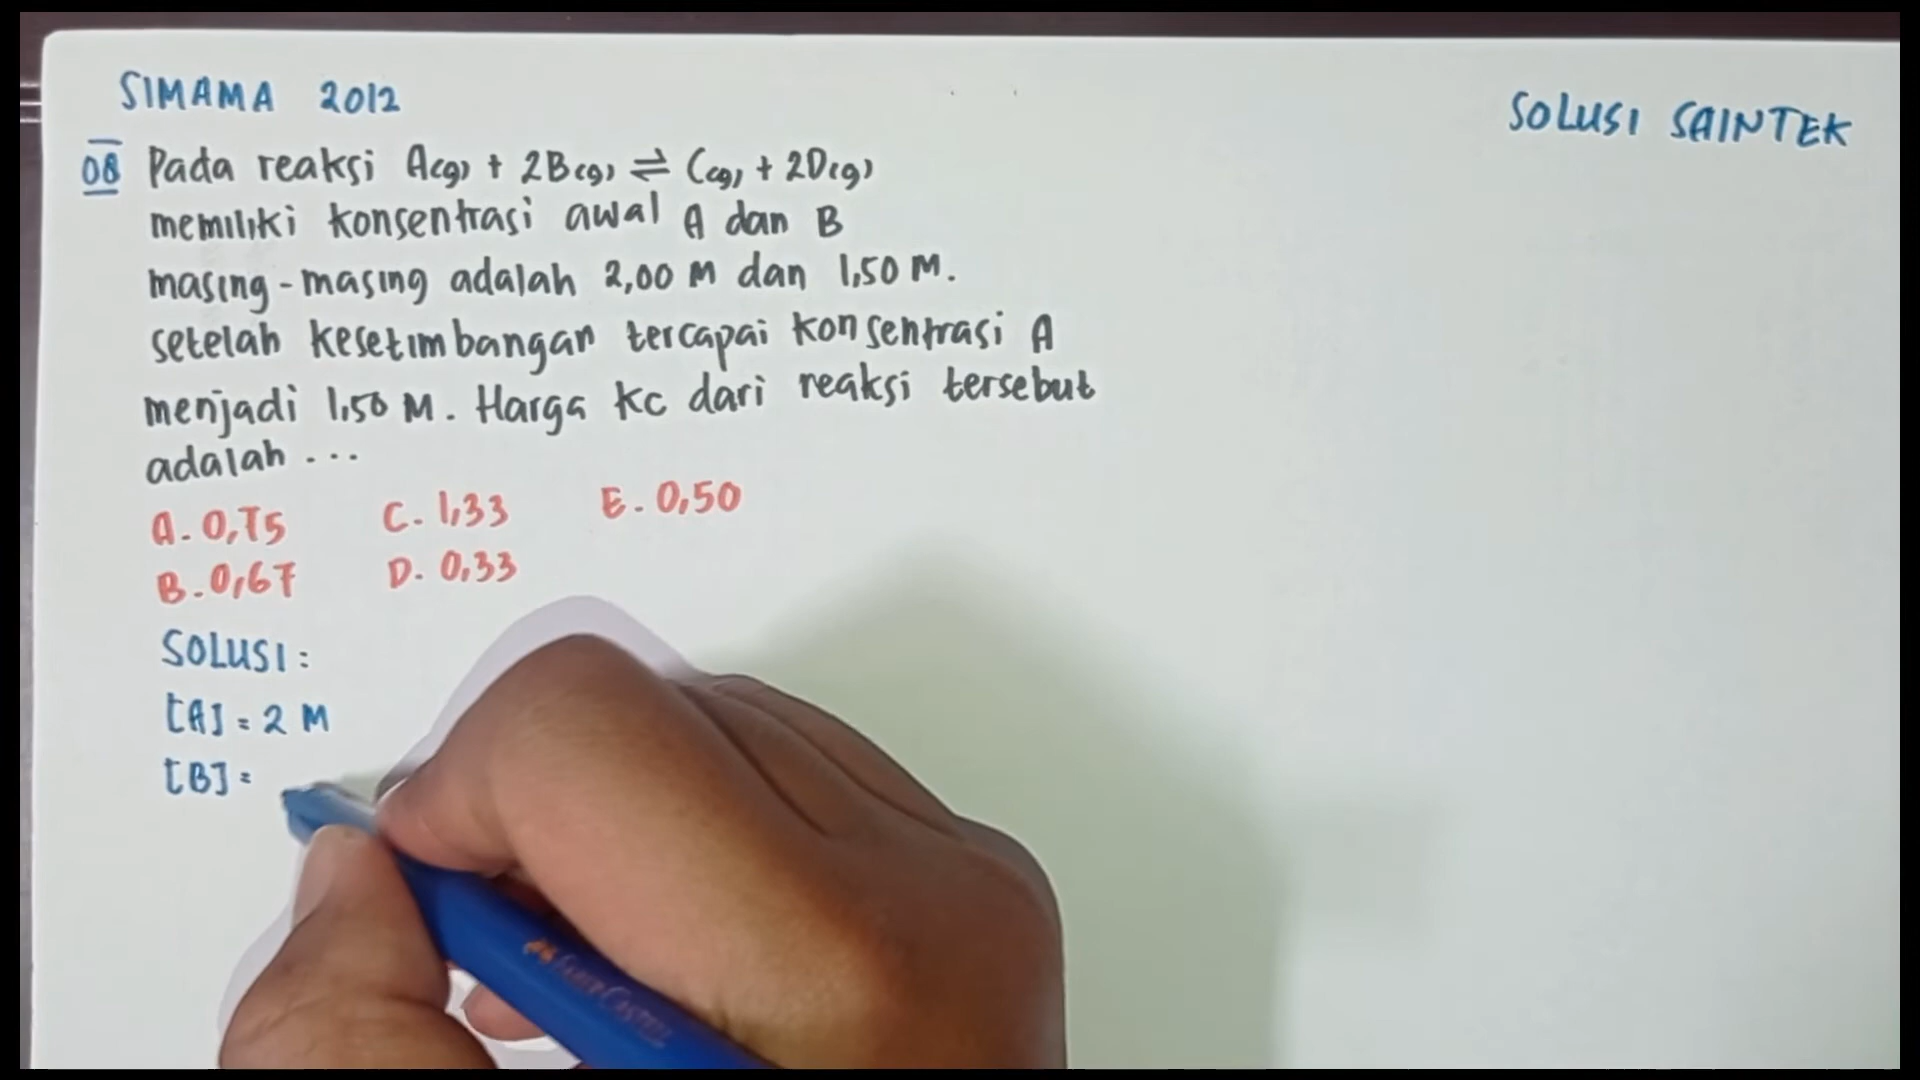 SIMAMA 2012
SOLUSI SAINTEK
08 Pada reaksi A(g) + 2B(g) ⇌ C(g) + 2D(g)
memiliki konsentrasi awal A dan B
masing-masing adalah 2,00 M dan 1,50 M.
setelah kesetimbangan tercapai konsentrasi A
menjadi 1,50 M. Harga Kc dari reaksi tersebut
adalah ...
A. 0,75 C. 1,33 E. 0,50
B. 0,67 D. 0,33
SOLUSI :
[A] = 2 M
[B] =
Faber Castell